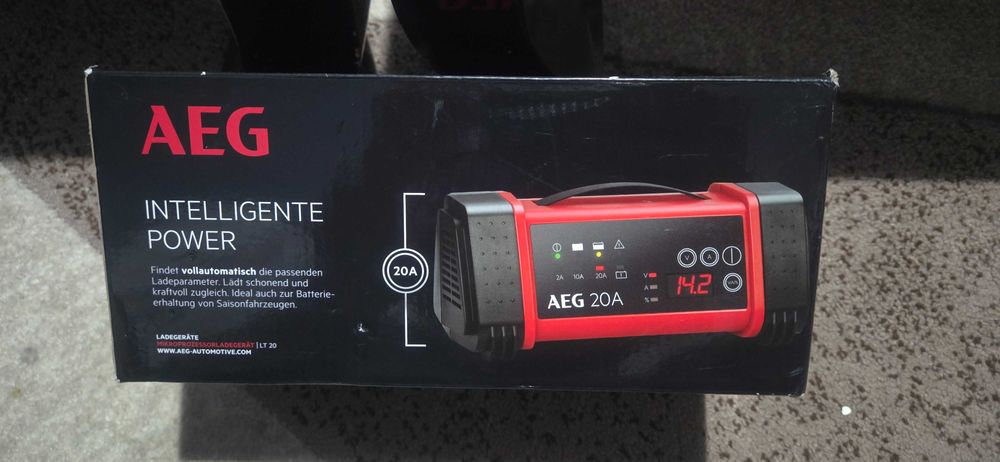 AEG
INTELLIGENTE
POWER
Findet vollautomatisch die passenden
Ladeparameter. Lädt schonend und
kraftvoll zugleich. Ideal auch zur Batterie-
erhaltung von Saisonfahrzeugen.
LADEGERÄTE
MIKROPROZESSORLADEGERÄT | LT 20
WWW.AEG-AUTOMOTIVE.COM
20A
2A 10A 20A
V
A
%
14.2
V A
AEG 20A